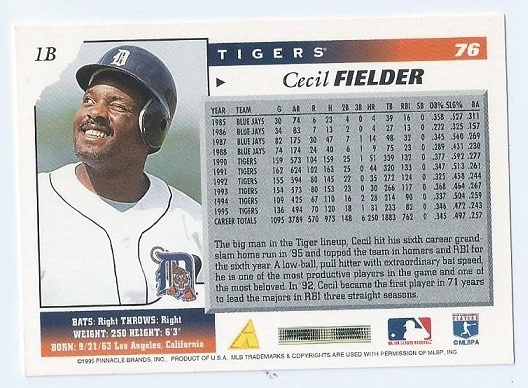 1B
TIGERS
76
Cecil FIELDER
YEAR TEAM G AB R H 2B 3B HR TB RBI SB OB% SLG% BA
1985 BLUE JAYS 30 74 6 23 4 0 4 39 16 0 .358 .527 .311
1986 BLUE JAYS 34 83 7 13 2 0 4 27 13 0 .222 .325 .157
1987 BLUE JAYS 82 175 30 47 7 1 14 98 32 0 .345 .560 .269
1988 BLUE JAYS 74 174 24 40 6 1 9 75 23 0 .289 .431 .230
1990 TIGERS 159 573 104 159 25 1 51 339 132 0 .377 .592 .277
1991 TIGERS 162 624 102 163 25 0 44 320 133 0 .347 .513 .261
1992 TIGERS 155 594 80 145 22 0 35 272 124 0 .325 .458 .244
1993 TIGERS 154 573 80 153 23 0 30 266 117 0 .368 .464 .267
1994 TIGERS 109 425 67 110 16 2 28 214 90 0 .337 .504 .259
1995 TIGERS 136 494 70 120 18 1 31 233 82 0 .346 .472 .243
CAREER TOTALS 1095 3789 570 973 148 6 250 1883 762 0 .345 .497 .257
The big man in the Tiger lineup, Cecil hit his sixth career grand-
slam home run in '95 and topped the team in homers and RBI for
the sixth year. A low-ball, pull hitter with extraordinary bat speed,
he is one of the most productive players in the game and one of
the most beloved. In '92, Cecil became the first player in 71 years
to lead the majors in RBI three straight seasons.
BATS: Right THROWS: Right
WEIGHT: 250 HEIGHT: 6'3"
BORN: 9/21/63 Los Angeles, California
MAJOR LEAGUE BASEBALL
PLAYERS
©MLBPA
©1995 PINNACLE BRANDS, INC. PRODUCT OF U.S.A. MLB TRADEMARKS & COPYRIGHTS ARE USED WITH PERMISSION OF MLBP, INC.